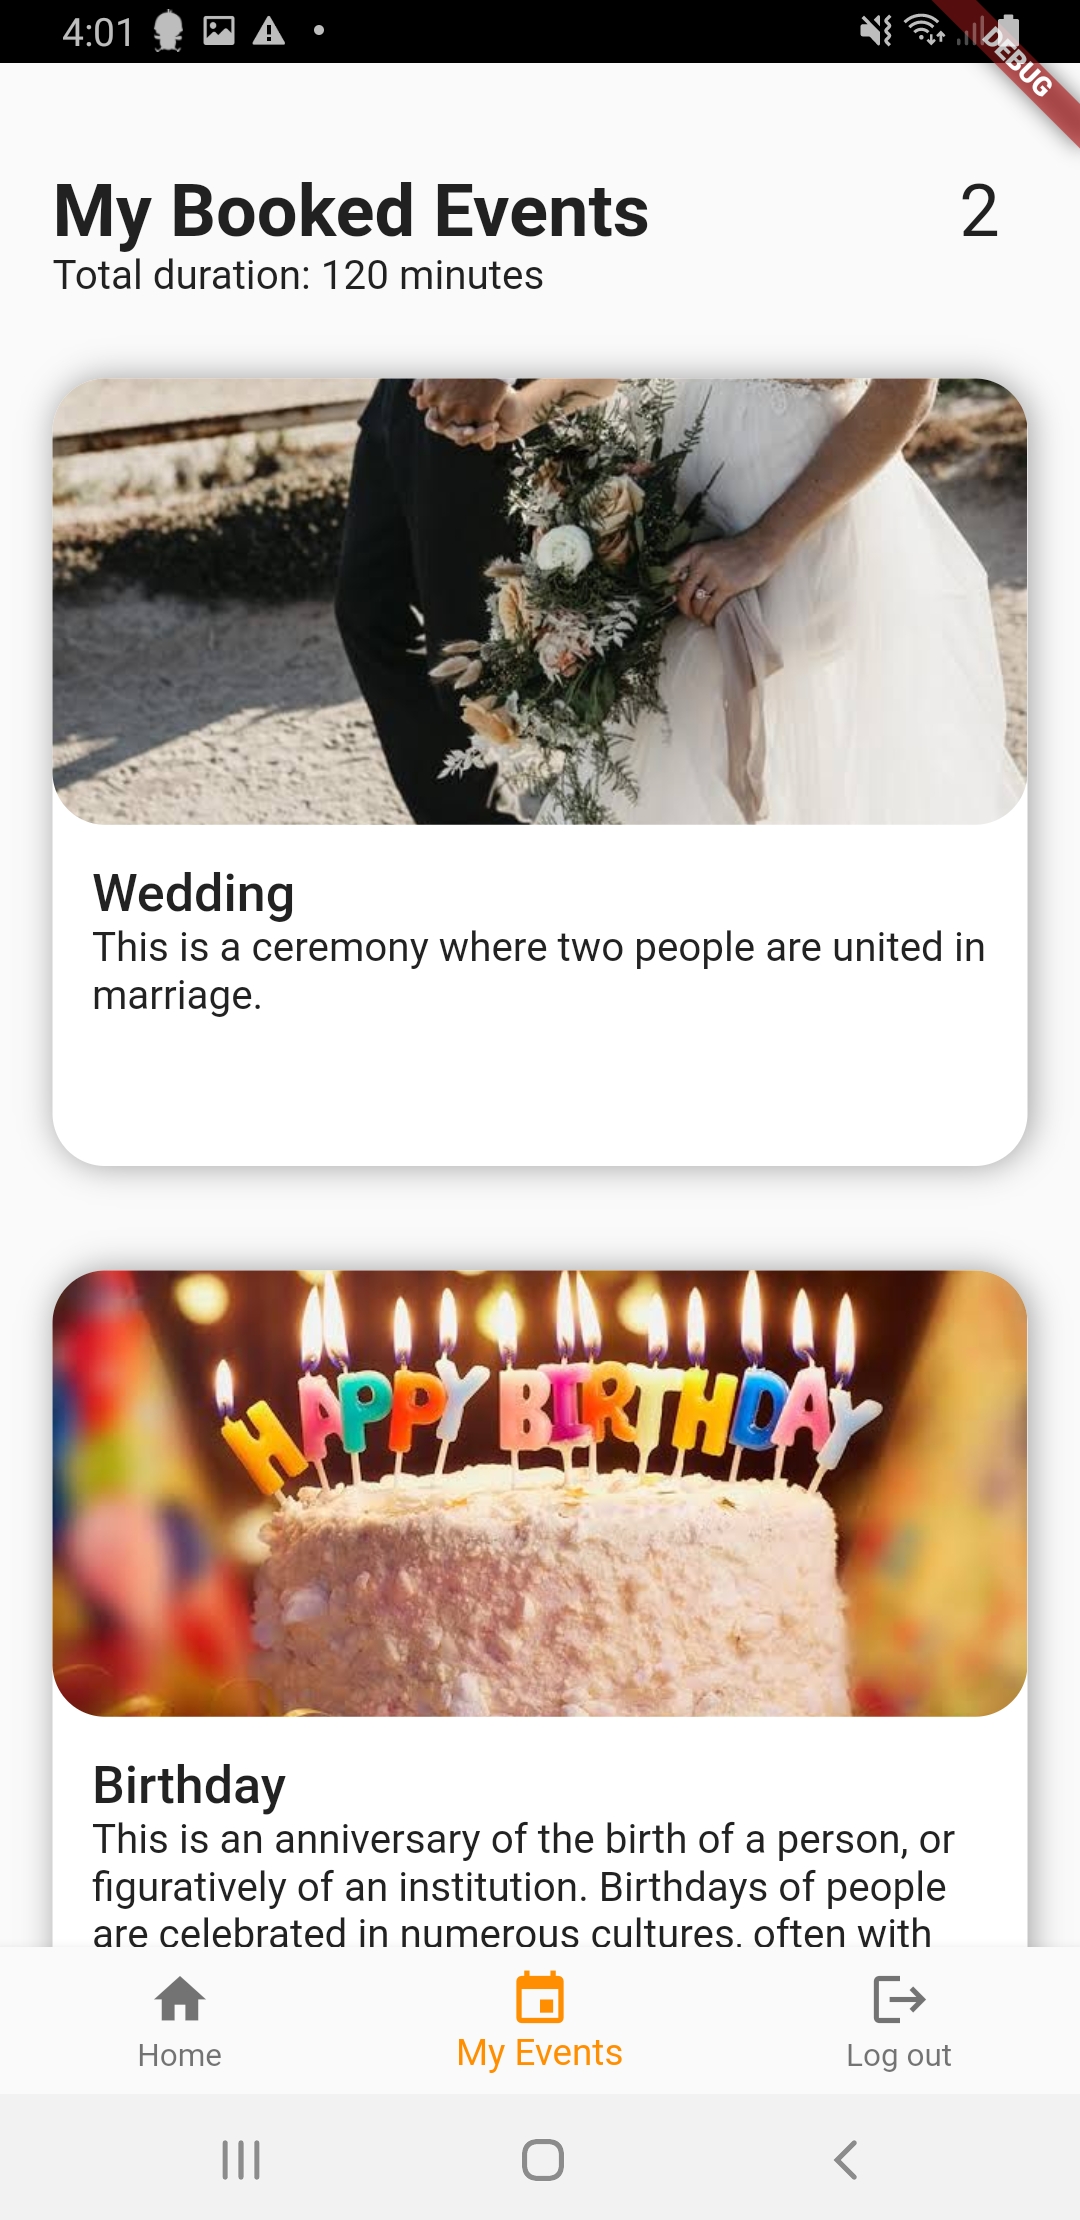 4:01
DEBUG
My Booked Events 2
Total duration: 120 minutes
Wedding
This is a ceremony where two people are united in
marriage.
HAPPY BIRTHDAY
Birthday
This is an anniversary of the birth of a person, or
figuratively of an institution. Birthdays of people
are celebrated in numerous cultures, often with
Home My Events Log out